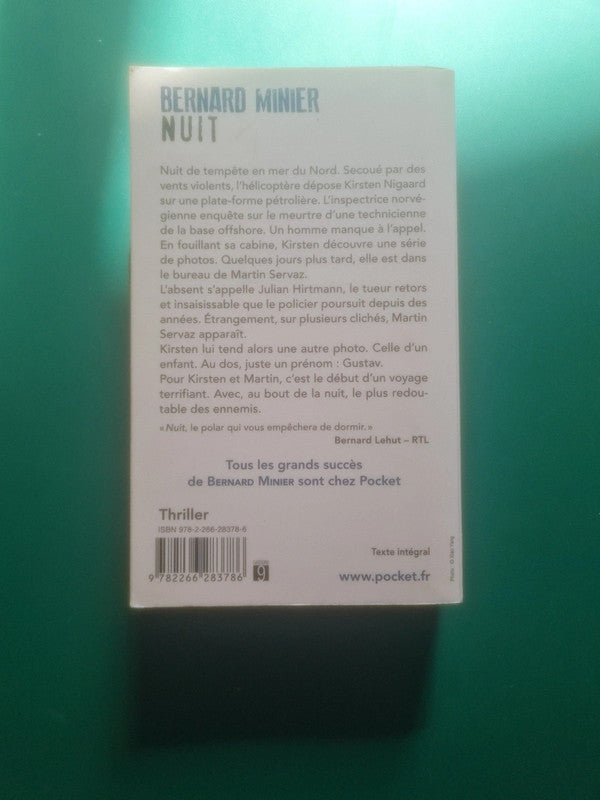 BERNARD MINIER
NUIT
Nuit de tempête en mer du Nord. Secoué par des
vents violents, l'hélicoptère dépose Kirsten Nigaard
sur une plate-forme pétrolière. L'inspectrice norvé-
gienne enquête sur le meurtre d'une technicienne
de la base offshore. Un homme manque à l'appel.
En fouillant sa cabine, Kirsten découvre une série
de photos. Quelques jours plus tard, elle est dans
le bureau de Martin Servaz.
L'absent s'appelle Julian Hirtmann, le tueur retors
et insaisissable que le policier poursuit depuis des
années. Étrangement, sur plusieurs clichés, Martin
Servaz apparaît.
Kirsten lui tend alors une autre photo. Celle d'un
enfant. Au dos, juste un prénom : Gustav.
Pour Kirsten et Martin, c'est le début d'un voyage
terrifiant. Avec, au bout de la nuit, le plus redou-
table des ennemis.
« Nuit, le polar qui vous empêchera de dormir. »
Bernard Lehut – RTL
Tous les grands succès
de BERNARD MINIER sont chez Pocket
Thriller
ISBN 978-2-266-28378-6
9 782266 283786
9
Texte intégral
www.pocket.fr
Photo : ©